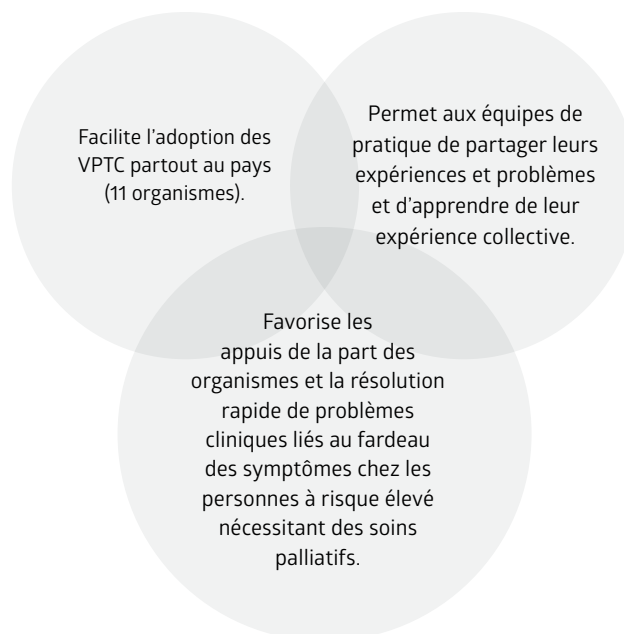 Facilite l’adoption des
VPTC partout au pays
(11 organismes).
Permet aux équipes de
pratique de partager leurs
expériences et problèmes
et d’apprendre de leur
expérience collective.
Favorise les
appuis de la part des
organismes et la résolution
rapide de problèmes
cliniques liés au fardeau
des symptômes chez les
personnes à risque élevé
nécessitant des soins
palliatifs.